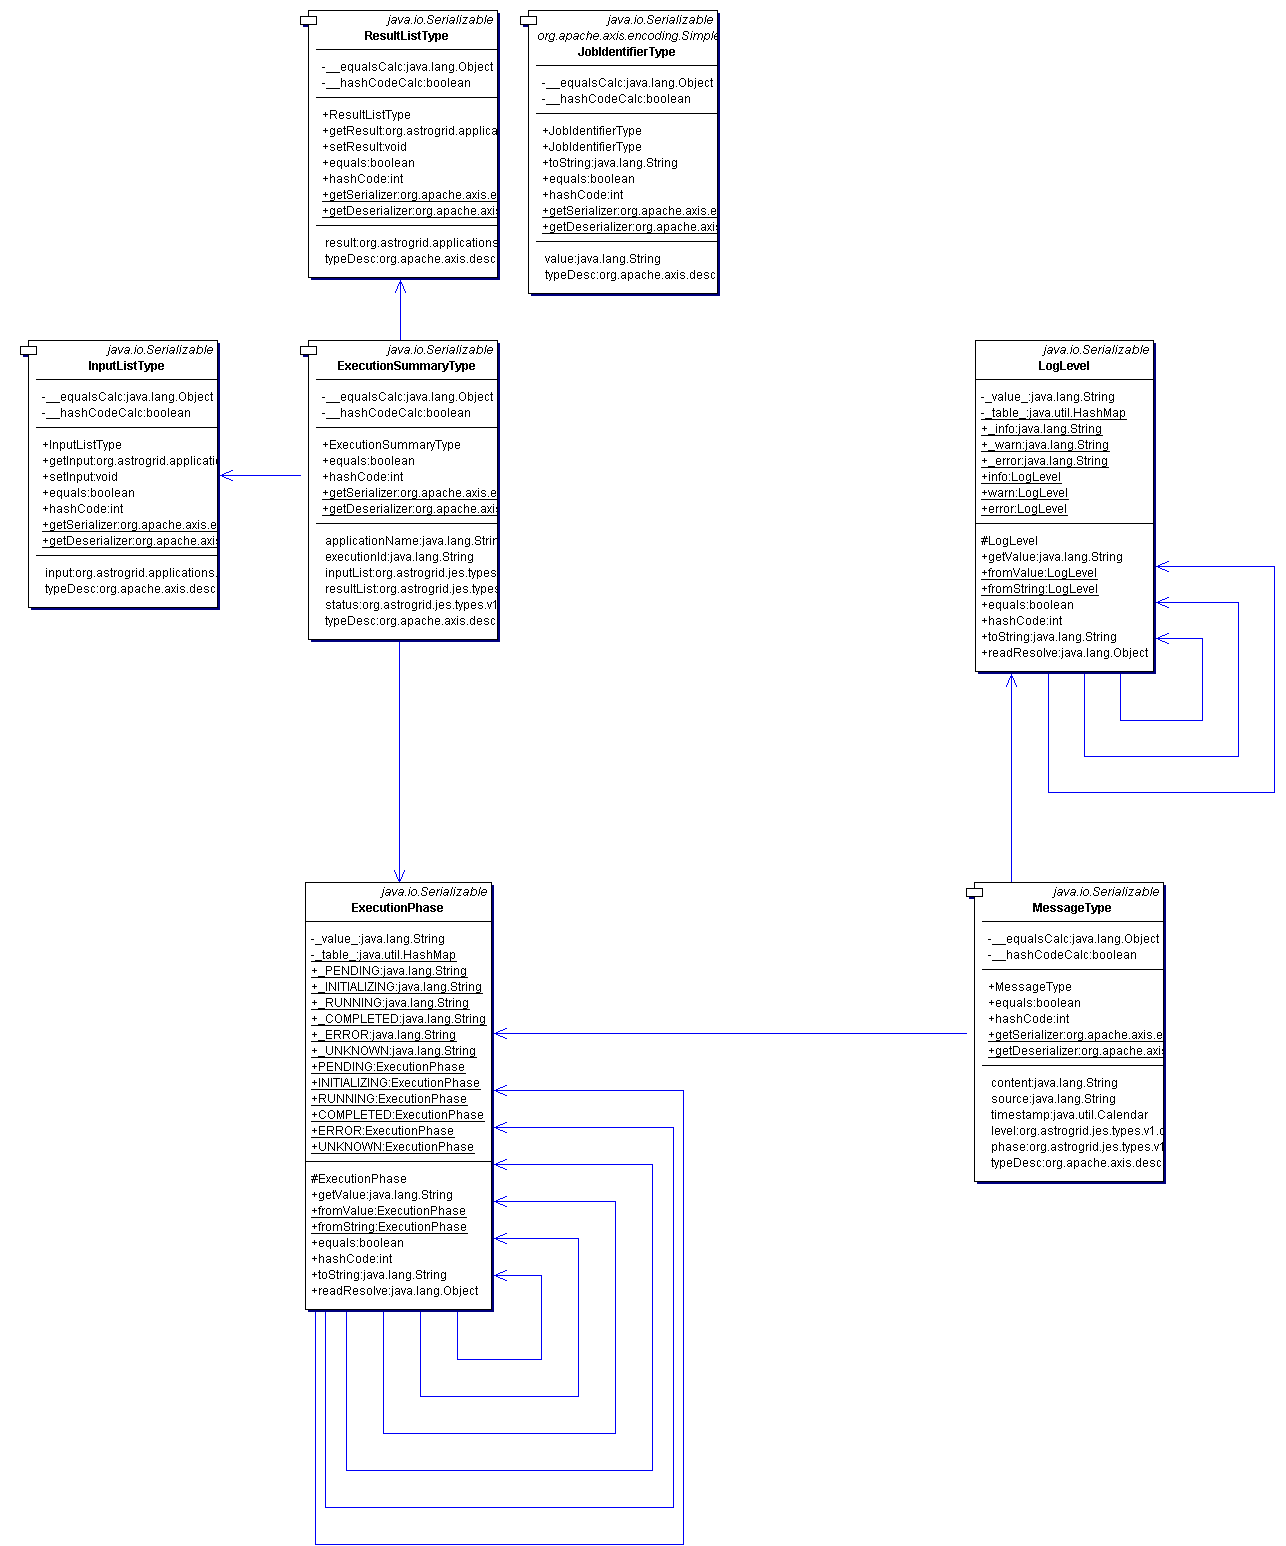 java.io.Serializable
ResultListType
-__equalsCalc:java.lang.Object
-__hashCodeCalc:boolean
+ResultListType
+getResult:org.astrogrid.applica
+setResult:void
+equals:boolean
+hashCode:int
+getSerializer:org.apache.axis.e
+getDeserializer:org.apache.axi
result:org.astrogrid.applications
typeDesc:org.apache.axis.desc
java.io.Serializable
org.apache.axis.encoding.Simple
JobIdentifierType
-__equalsCalc:java.lang.Object
-__hashCodeCalc:boolean
+JobIdentifierType
+JobIdentifierType
+toString:java.lang.String
+equals:boolean
+hashCode:int
+getSerializer:org.apache.axis.e
+getDeserializer:org.apache.axi
value:java.lang.String
typeDesc:org.apache.axis.desc
java.io.Serializable
InputListType
-__equalsCalc:java.lang.Object
-__hashCodeCalc:boolean
+InputListType
+getInput:org.astrogrid.applicati
+setInput:void
+equals:boolean
+hashCode:int
+getSerializer:org.apache.axis.e
+getDeserializer:org.apache.axi
input:org.astrogrid.applications.
typeDesc:org.apache.axis.desc
java.io.Serializable
ExecutionSummaryType
-__equalsCalc:java.lang.Object
-__hashCodeCalc:boolean
+ExecutionSummaryType
+equals:boolean
+hashCode:int
+getSerializer:org.apache.axis.e
+getDeserializer:org.apache.axi
applicationName:java.lang.Strin
executionId:java.lang.String
inputList:org.astrogrid.jes.types
resultList:org.astrogrid.jes.types
status:org.astrogrid.jes.types.v1
typeDesc:org.apache.axis.desc
java.io.Serializable
LogLevel
-_value_:java.lang.String
-_table_:java.util.HashMap
+_info:java.lang.String
+_warn:java.lang.String
+_error:java.lang.String
+info:LogLevel
+warn:LogLevel
+error:LogLevel
#LogLevel
+getValue:java.lang.String
+fromValue:LogLevel
+fromString:LogLevel
+equals:boolean
+hashCode:int
+toString:java.lang.String
+readResolve:java.lang.Object
java.io.Serializable
ExecutionPhase
-_value_:java.lang.String
-_table_:java.util.HashMap
+_PENDING:java.lang.String
+_INITIALIZING:java.lang.String
+_RUNNING:java.lang.String
+_COMPLETED:java.lang.String
+_ERROR:java.lang.String
+_UNKNOWN:java.lang.String
+PENDING:ExecutionPhase
+INITIALIZING:ExecutionPhase
+RUNNING:ExecutionPhase
+COMPLETED:ExecutionPhase
+ERROR:ExecutionPhase
+UNKNOWN:ExecutionPhase
#ExecutionPhase
+getValue:java.lang.String
+fromValue:ExecutionPhase
+fromString:ExecutionPhase
+equals:boolean
+hashCode:int
+toString:java.lang.String
+readResolve:java.lang.Object
java.io.Serializable
MessageType
-__equalsCalc:java.lang.Object
-__hashCodeCalc:boolean
+MessageType
+equals:boolean
+hashCode:int
+getSerializer:org.apache.axis.e
+getDeserializer:org.apache.axi
content:java.lang.String
source:java.lang.String
timestamp:java.util.Calendar
level:org.astrogrid.jes.types.v1.c
phase:org.astrogrid.jes.types.v1
typeDesc:org.apache.axis.desc